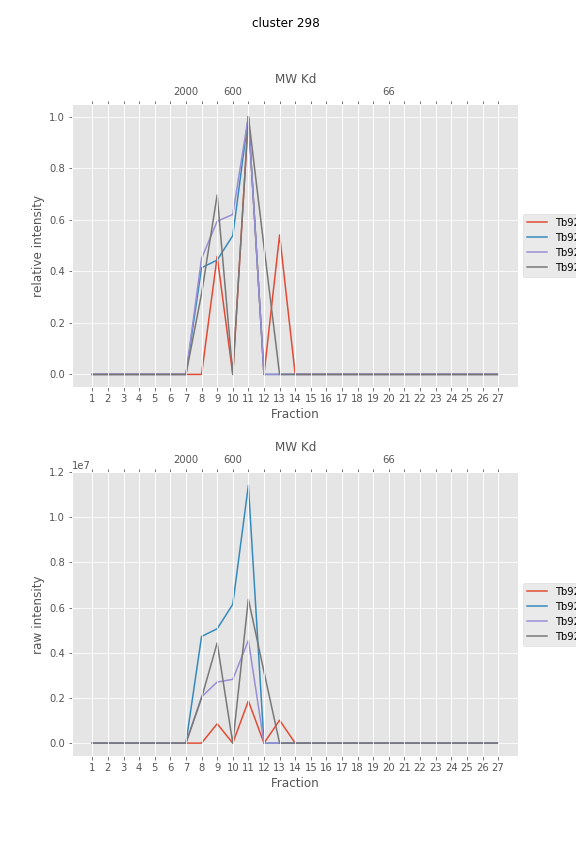 cluster 298
MW Kd
2000 600 66
1.0
0.8
0.6
0.4
0.2
0.0
relative intensity
1 2 3 4 5 6 7 8 9 10 11 12 13 14 15 16 17 18 19 20 21 22 23 24 25 26 27
Fraction
Tb92
Tb92
Tb92
Tb92
MW Kd
2000 600 66
1e7
1.2
1.0
0.8
0.6
0.4
0.2
0.0
raw intensity
1 2 3 4 5 6 7 8 9 10 11 12 13 14 15 16 17 18 19 20 21 22 23 24 25 26 27
Fraction
Tb92
Tb92
Tb92
Tb92